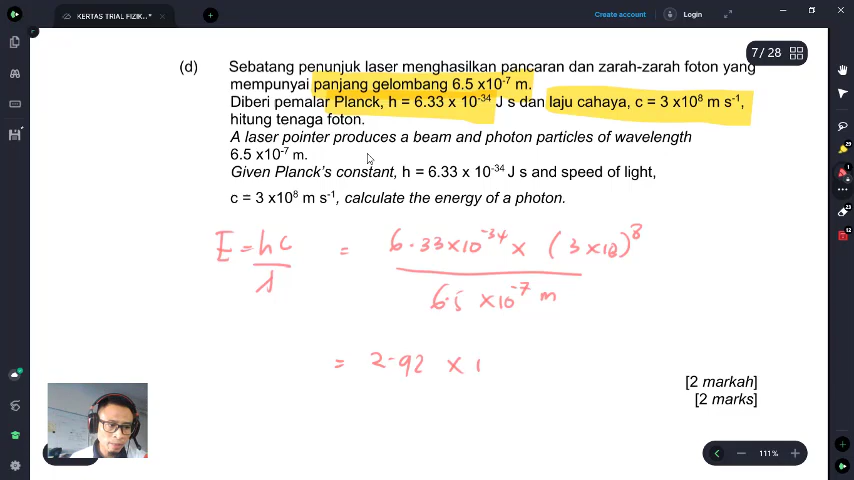 KERTAS TRIAL FIZIK...*
Create account
Login
7 / 28
(d) Sebatang penunjuk laser menghasilkan pancaran dan zarah-zarah foton yang
mempunyai panjang gelombang 6.5 x10⁻⁷ m.
Diberi pemalar Planck, h = 6.33 x 10⁻³⁴ J s dan laju cahaya, c = 3 x10⁸ m s⁻¹,
hitung tenaga foton.
A laser pointer produces a beam and photon particles of wavelength
6.5 x10⁻⁷ m.
Given Planck's constant, h = 6.33 x 10⁻³⁴ J s and speed of light,
c = 3 x10⁸ m s⁻¹, calculate the energy of a photon.
E = hc/λ = 6.33 x10⁻³⁴ x (3 x 10)⁸
6.5 x10⁻⁷ m
= 2.92 x 1
[2 markah]
[2 marks]
111%